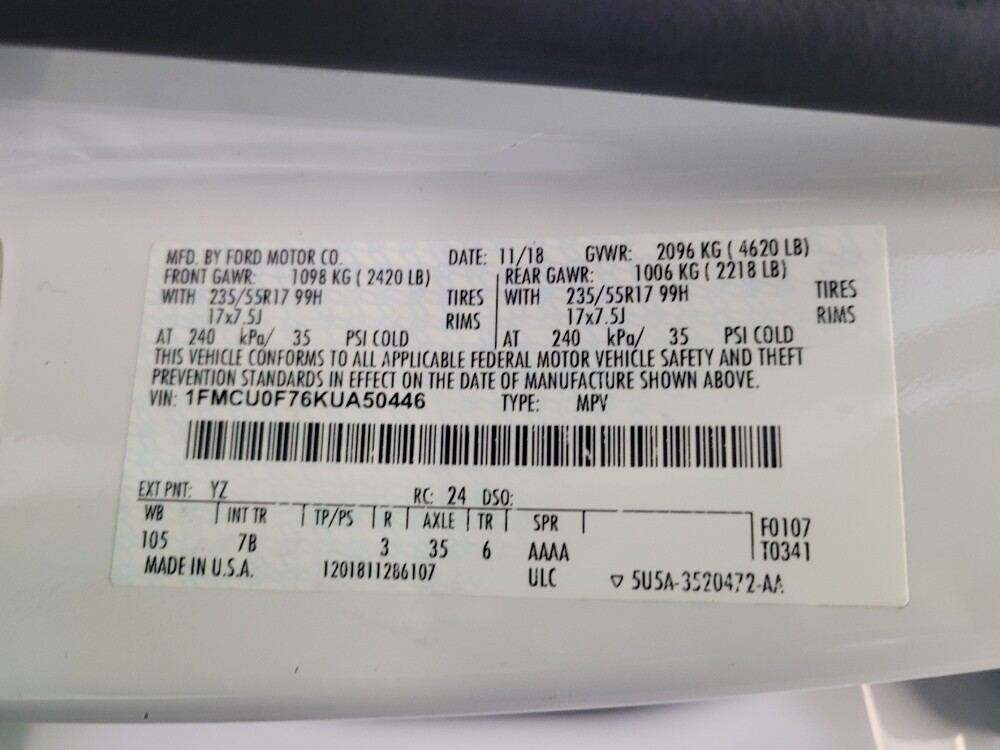 MFD. BY FORD MOTOR CO. DATE: 11/18 GVWR: 2096 KG ( 4620 LB)
FRONT GAWR: 1098 KG ( 2420 LB) REAR GAWR: 1006 KG ( 2218 LB)
WITH 235/55R17 99H TIRES WITH 235/55R17 99H TIRES
17x7.5J RIMS 17x7.5J RIMS
AT 240 kPa/ 35 PSI COLD AT 240 kPa/ 35 PSI COLD
THIS VEHICLE CONFORMS TO ALL APPLICABLE FEDERAL MOTOR VEHICLE SAFETY AND THEFT
PREVENTION STANDARDS IN EFFECT ON THE DATE OF MANUFACTURE SHOWN ABOVE.
VIN: 1FMCU0F76KUA50446 TYPE: MPV
EXT PNT: YZ RC: 24 DSO:
WB INT TR TP/PS R AXLE TR SPR F0107
105 7B 3 35 6 AAAA T0341
MADE IN U.S.A. 1201811286107 ULC ▽ 5U5A-3520472-AA